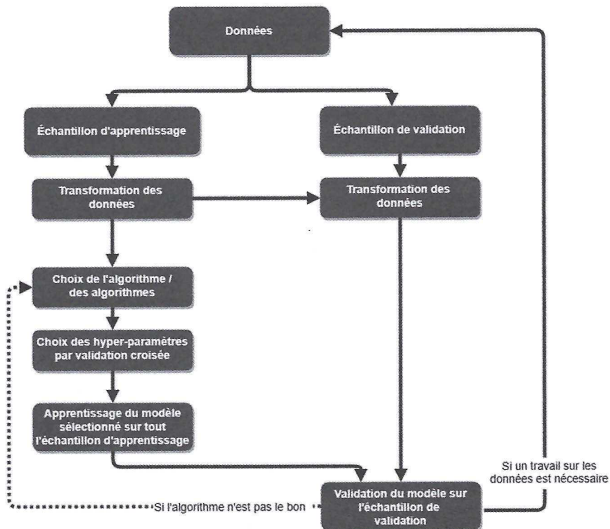 Données
Échantillon d'apprentissage
Échantillon de validation
Transformation des
données
Transformation des
données
Choix de l'algorithme /
des algorithmes
Choix des hyper-paramètres
par validation croisée
Apprentissage du modèle
sélectionné sur tout
l'échantillon d'apprentissage
Si un travail sur les
données est nécessaire
Si l'algorithme n'est pas le bon
Validation du modèle sur
l'échantillon de
validation